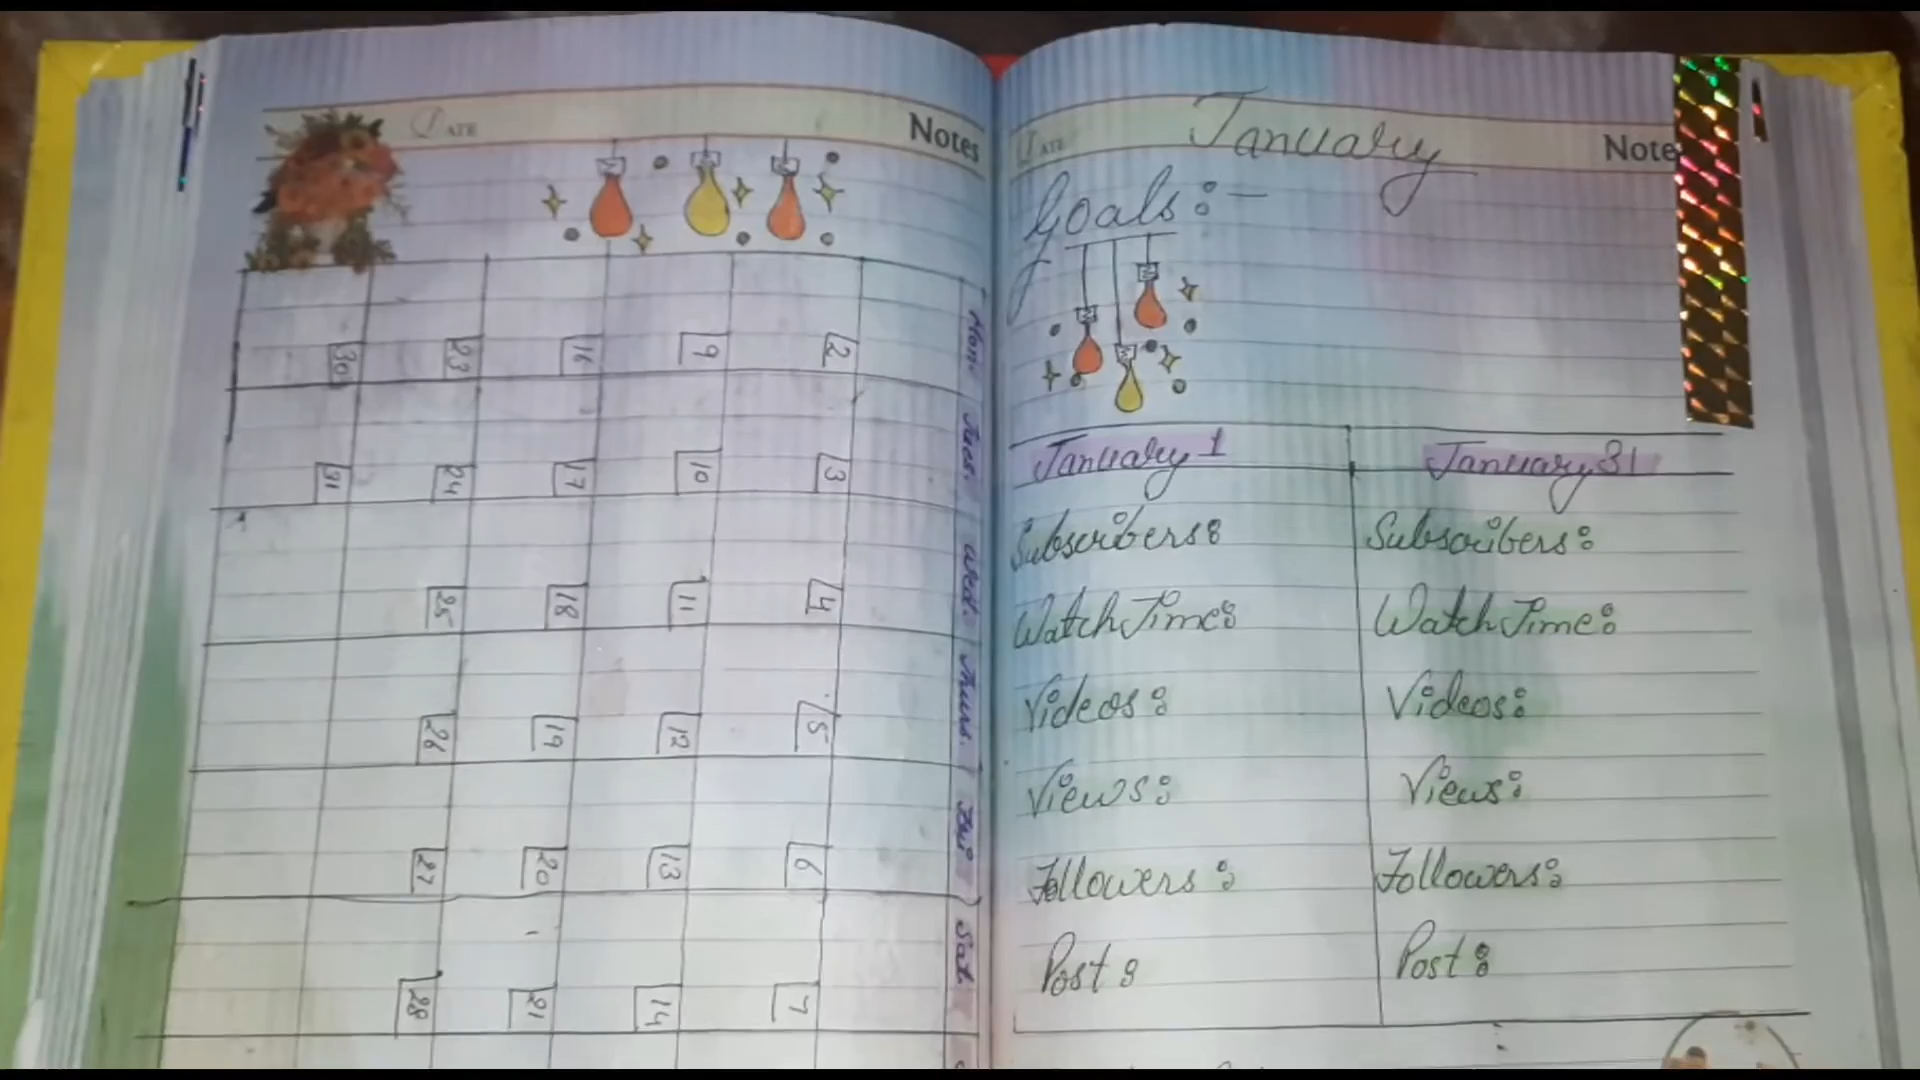 DATE
Notes
Mon. Tues. Wed. Thurs. Fri Sat.
2 3 4 5 6 7
9 10 11 12 13 14
16 17 18 19 20 21
23 24 25 26 27 28
30 31
DATE January Note
Goals:-
January 1 January 31
Subscribers: Subscribers:
Watch Time: Watch Time:
Videos: Videos:
Views: Views:
Followers: Followers:
Post: Post: